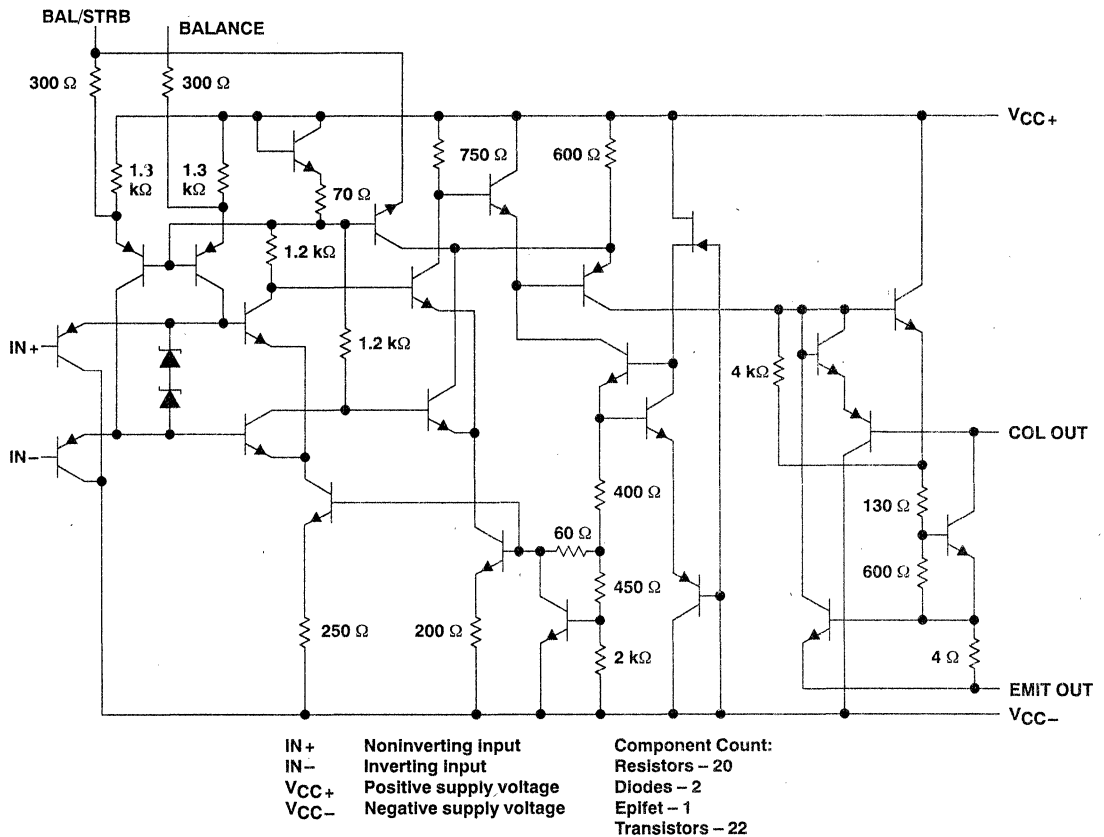 BAL/STRB
BALANCE
300 Ω
300 Ω
VCC+
1.3
kΩ
1.3
kΩ
70 Ω
750 Ω
600 Ω
1.2 kΩ
IN+
1.2 kΩ
4 kΩ
COL OUT
IN−
400 Ω
130 Ω
60 Ω
450 Ω
600 Ω
250 Ω
200 Ω
2 kΩ
4 Ω
EMIT OUT
VCC−
IN+ Noninverting input
IN− Inverting input
VCC+ Positive supply voltage
VCC− Negative supply voltage
Component Count:
Resistors – 20
Diodes – 2
Epifet – 1
Transistors – 22